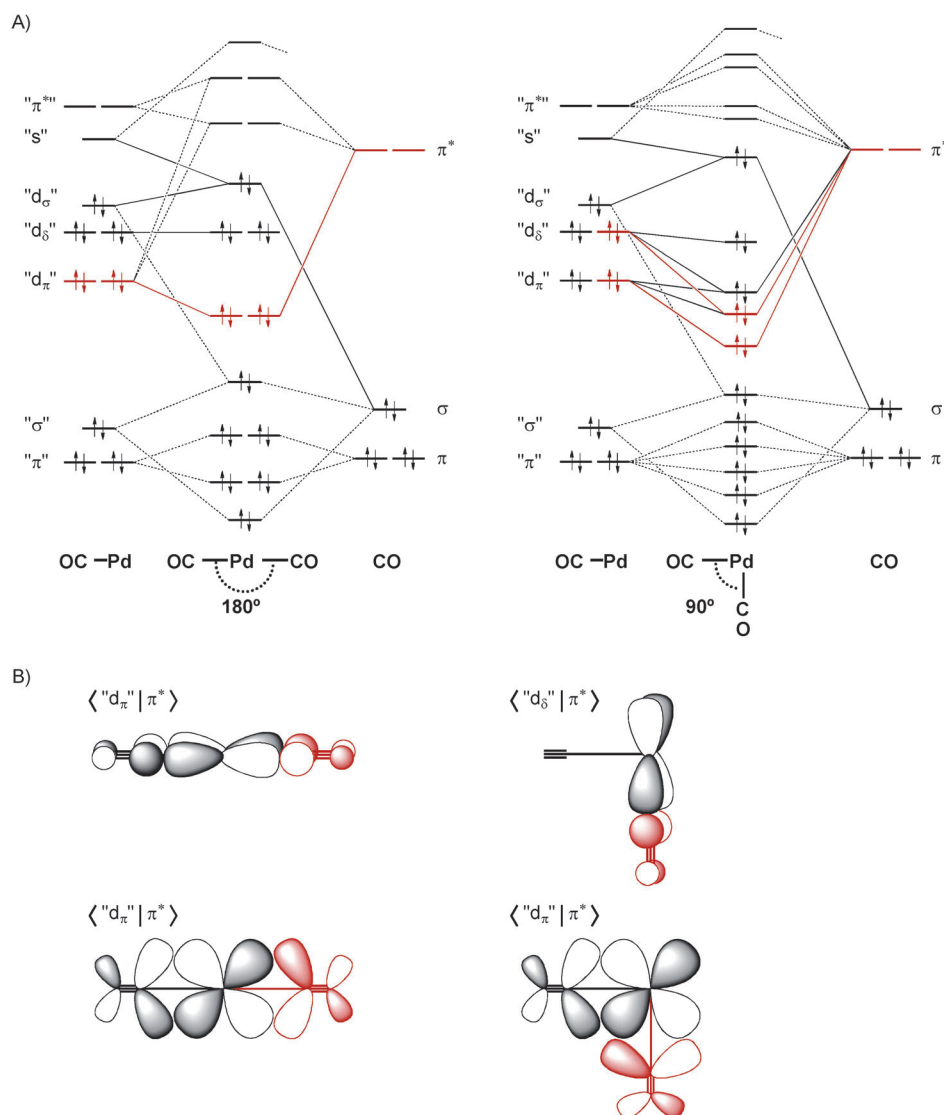 A)
"π*"
"s"
"dσ"
"dδ"
"dπ"
"σ"
"π"
π*
σ
π
OC–Pd
OC–Pd–CO
CO
180º
"π*"
"s"
"dσ"
"dδ"
"dπ"
"σ"
"π"
π*
σ
π
OC–Pd
OC–Pd
C
O
CO
90º
B)
⟨"dπ"|π*⟩
⟨"dδ"|π*⟩
⟨"dπ"|π*⟩
⟨"dπ"|π*⟩